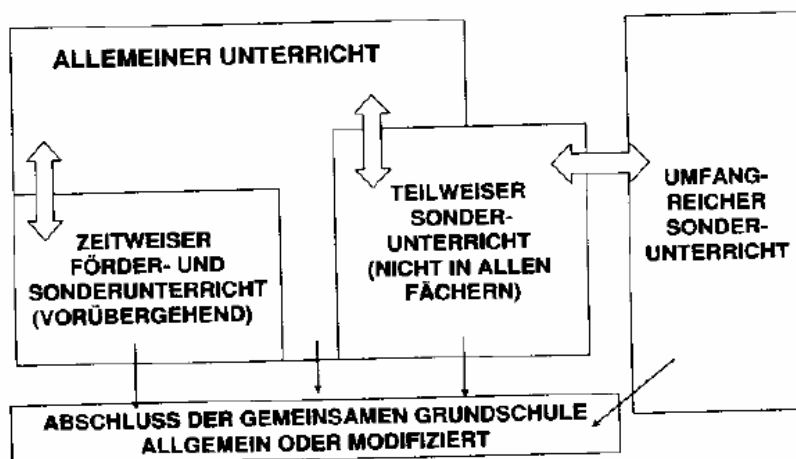 ALLEMEINER UNTERRICHT
ZEITWEISER
FÖRDER- UND
SONDERUNTERRICHT
(VORÜBERGEHEND)
TEILWEISER
SONDER-
UNTERRICHT
(NICHT IN ALLEN
FÄCHERN)
UMFANG-
REICHER
SONDER-
UNTERRICHT
ABSCHLUSS DER GEMEINSAMEN GRUNDSCHULE
ALLGEMEIN ODER MODIFIZIERT